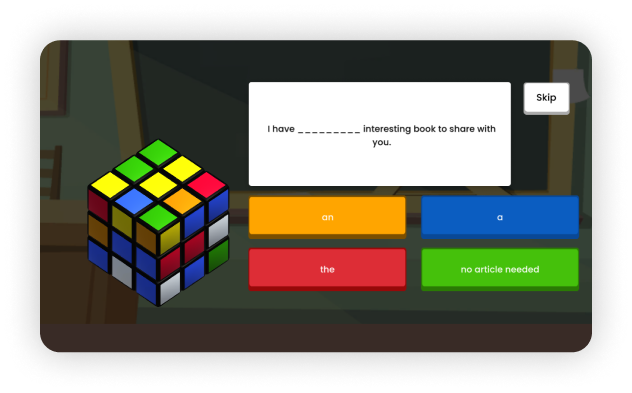 Skip
I have _________ interesting book to share with
you.
an
a
the
no article needed